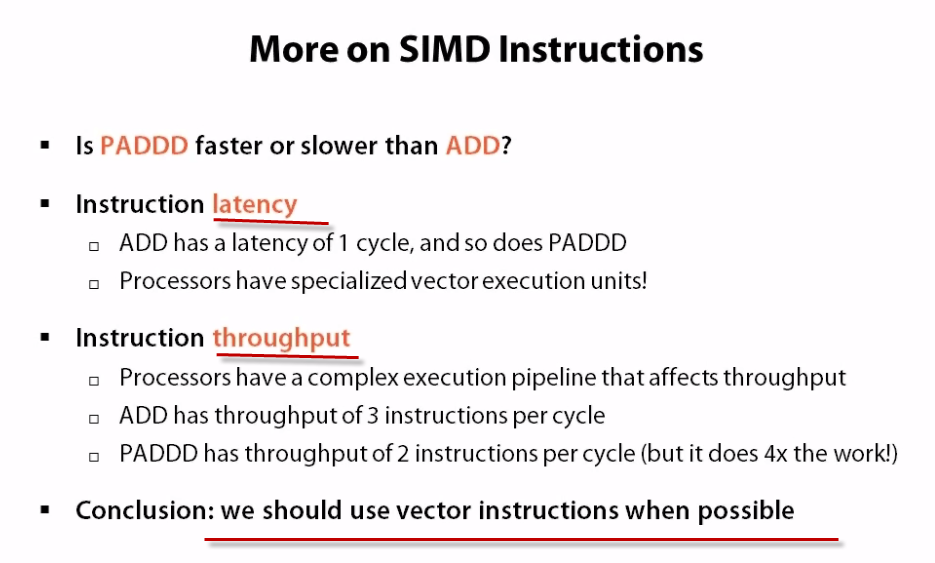 More on SIMD Instructions
▪ Is PADDD faster or slower than ADD?
▪ Instruction latency
▫ ADD has a latency of 1 cycle, and so does PADDD
▫ Processors have specialized vector execution units!
▪ Instruction throughput
▫ Processors have a complex execution pipeline that affects throughput
▫ ADD has throughput of 3 instructions per cycle
▫ PADDD has throughput of 2 instructions per cycle (but it does 4x the work!)
▪ Conclusion: we should use vector instructions when possible